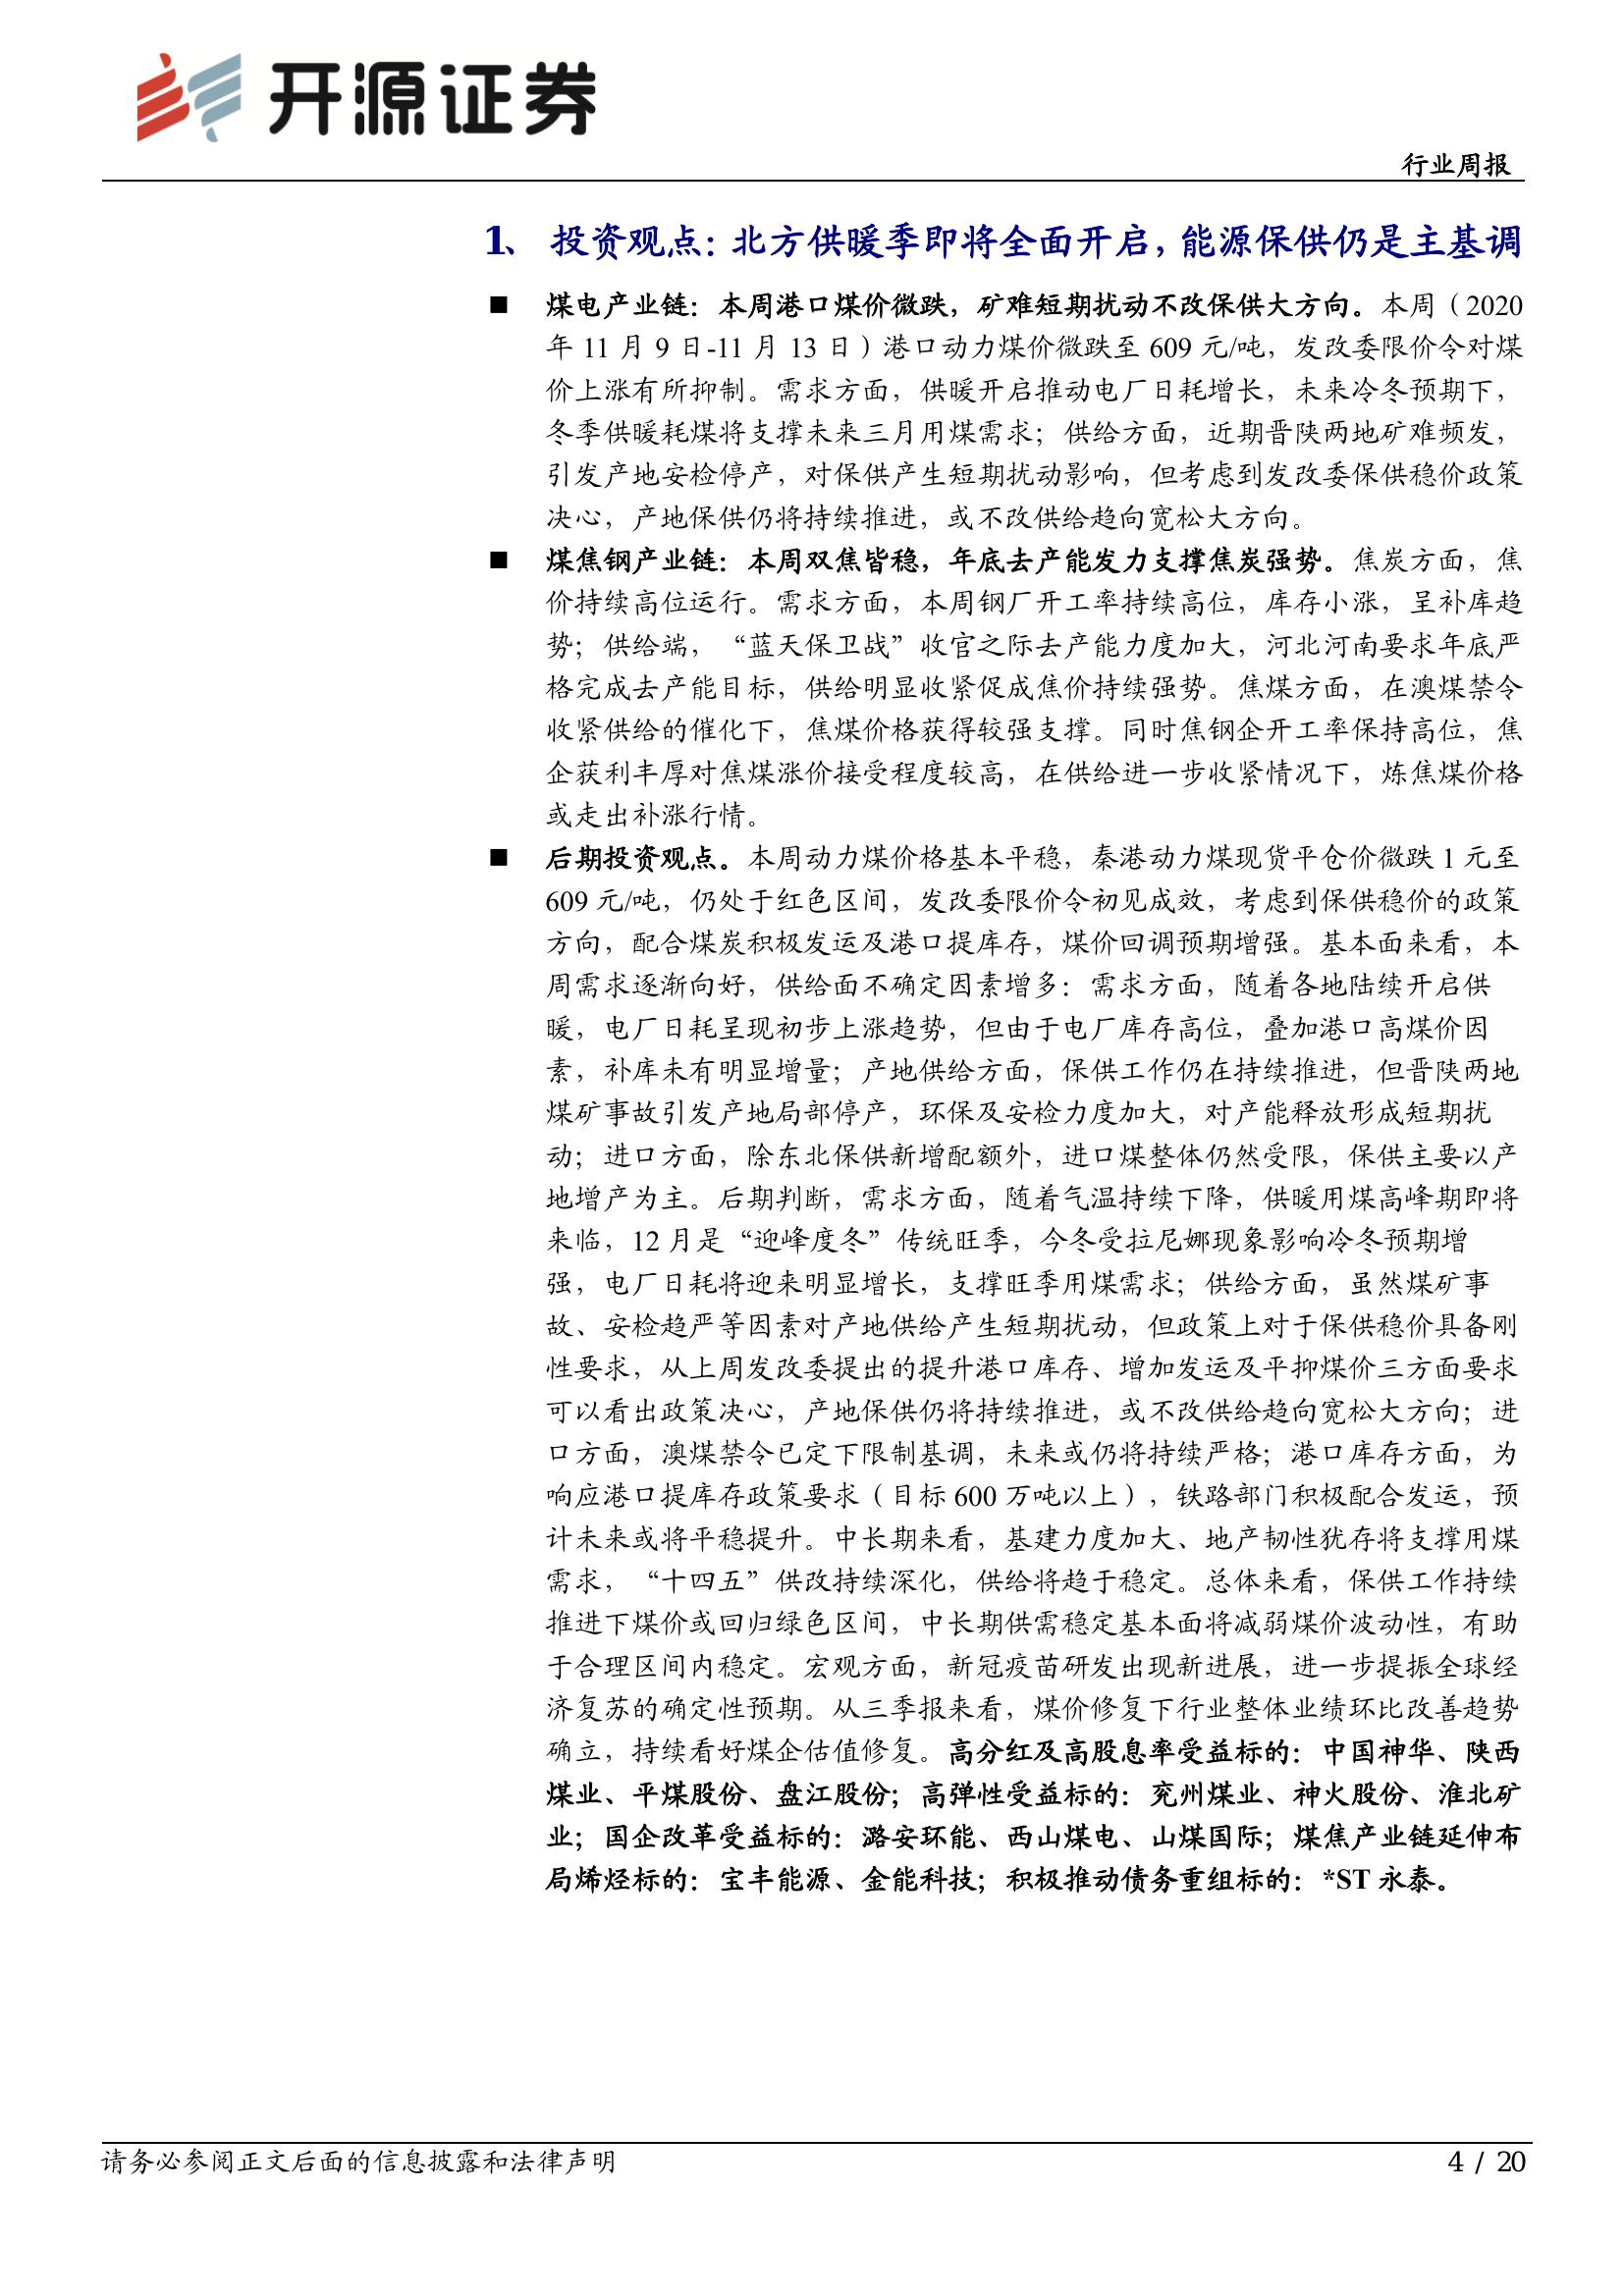 开源证券
行业周报
1、 投资观点：北方供暖季即将全面开启，能源保供仍是主基调
■ 煤电产业链：本周港口煤价微跌，矿难短期扰动不改保供大方向。本周（2020
年 11 月 9 日-11 月 13 日）港口动力煤价微跌至 609 元/吨，发改委限价令对煤
价上涨有所抑制。需求方面，供暖开启推动电厂日耗增长，未来冷冬预期下，
冬季供暖耗煤将支撑未来三月用煤需求；供给方面，近期晋陕两地矿难频发，
引发产地安检停产，对保供产生短期扰动影响，但考虑到发改委保供稳价政策
决心，产地保供仍将持续推进，或不改供给趋向宽松大方向。
■ 煤焦钢产业链：本周双焦皆稳，年底去产能发力支撑焦炭强势。焦炭方面，焦
价持续高位运行。需求方面，本周钢厂开工率持续高位，库存小涨，呈补库趋
势；供给端，“蓝天保卫战”收官之际去产能力度加大，河北河南要求年底严
格完成去产能目标，供给明显收紧促成焦价持续强势。焦煤方面，在澳煤禁令
收紧供给的催化下，焦煤价格获得较强支撑。同时焦钢企开工率保持高位，焦
企获利丰厚对焦煤涨价接受程度较高，在供给进一步收紧情况下，炼焦煤价格
或走出补涨行情。
■ 后期投资观点。本周动力煤价格基本平稳，秦港动力煤现货平仓价微跌 1 元至
609 元/吨，仍处于红色区间，发改委限价令初见成效，考虑到保供稳价的政策
方向，配合煤炭积极发运及港口提库存，煤价回调预期增强。基本面来看，本
周需求逐渐向好，供给面不确定因素增多：需求方面，随着各地陆续开启供
暖，电厂日耗呈现初步上涨趋势，但由于电厂库存高位，叠加港口高煤价因
素，补库未有明显增量；产地供给方面，保供工作仍在持续推进，但晋陕两地
煤矿事故引发产地局部停产，环保及安检力度加大，对产能释放形成短期扰
动；进口方面，除东北保供新增配额外，进口煤整体仍然受限，保供主要以产
地增产为主。后期判断，需求方面，随着气温持续下降，供暖用煤高峰期即将
来临，12 月是“迎峰度冬”传统旺季，今冬受拉尼娜现象影响冷冬预期增
强，电厂日耗将迎来明显增长，支撑旺季用煤需求；供给方面，虽然煤矿事
故、安检趋严等因素对产地供给产生短期扰动，但政策上对于保供稳价具备刚
性要求，从上周发改委提出的提升港口库存、增加发运及平抑煤价三方面要求
可以看出政策决心，产地保供仍将持续推进，或不改供给趋向宽松大方向；进
口方面，澳煤禁令已定下限制基调，未来或仍将持续严格；港口库存方面，为
响应港口提库存政策要求（目标 600 万吨以上），铁路部门积极配合发运，预
计未来或将平稳提升。中长期来看，基建力度加大、地产韧性犹存将支撑用煤
需求，“十四五”供改持续深化，供给将趋于稳定。总体来看，保供工作持续
推进下煤价或回归绿色区间，中长期供需稳定基本面将减弱煤价波动性，有助
于合理区间内稳定。宏观方面，新冠疫苗研发出现新进展，进一步提振全球经
济复苏的确定性预期。从三季报来看，煤价修复下行业整体业绩环比改善趋势
确立，持续看好煤企估值修复。高分红及高股息率受益标的：中国神华、陕西
煤业、平煤股份、盘江股份；高弹性受益标的：兖州煤业、神火股份、淮北矿
业；国企改革受益标的：潞安环能、西山煤电、山煤国际；煤焦产业链延伸布
局烯烃标的：宝丰能源、金能科技；积极推动债务重组标的：*ST 永泰。
请务必参阅正文后面的信息披露和法律声明
4 / 20